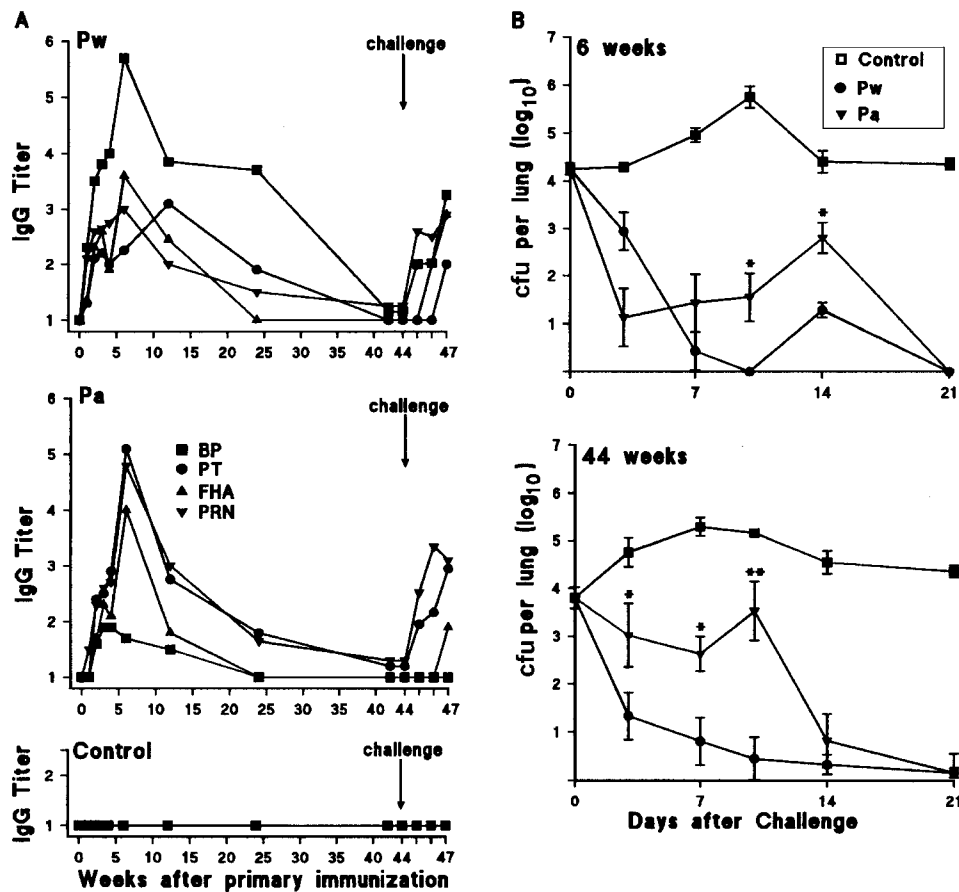 A
Pw
challenge
IgG Titer
6
5
4
3
2
1
0 5 10 15 20 25 30 35 40 44 47
Pa
challenge
BP
PT
FHA
PRN
IgG Titer
6
5
4
3
2
1
0 5 10 15 20 25 30 35 40 44 47
Control
challenge
IgG Titer
2
1
0 5 10 15 20 25 30 35 40 44 47
Weeks after primary immunization
B
6 weeks
Control
Pw
Pa
cfu per lung (log10)
7
6
5
4
3
2
1
* *
0 7 14 21
44 weeks
cfu per lung (log10)
7
6
5
4
3
2
1
* * **
0 7 14 21
Days after Challenge